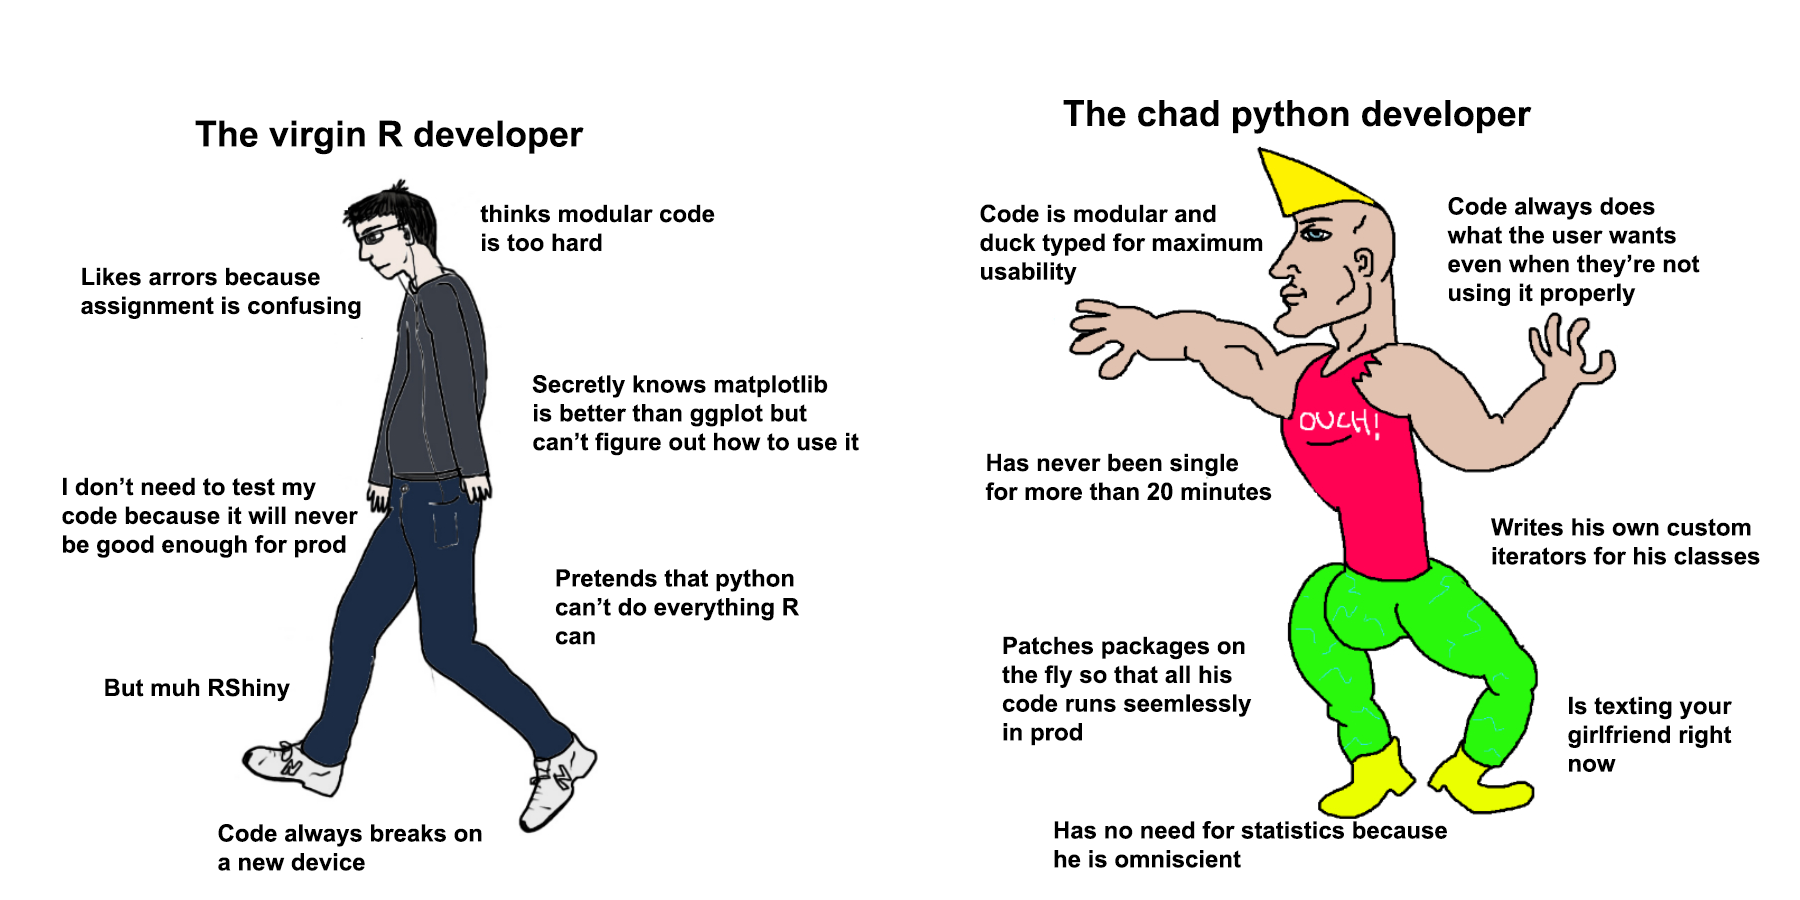 The virgin R developer
thinks modular code
is too hard
Likes arrors because
assignment is confusing
Secretly knows matplotlib
is better than ggplot but
can't figure out how to use it
I don't need to test my
code because it will never
be good enough for prod
Pretends that python
can't do everything R
can
But muh RShiny
N
N
Code always breaks on
a new device
The chad python developer
Code is modular and
duck typed for maximum
usability
Code always does
what the user wants
even when they're not
using it properly
OUCH!
Has never been single
for more than 20 minutes
Writes his own custom
iterators for his classes
Patches packages on
the fly so that all his
code runs seemlessly
in prod
Is texting your
girlfriend right
now
Has no need for statistics because
he is omniscient